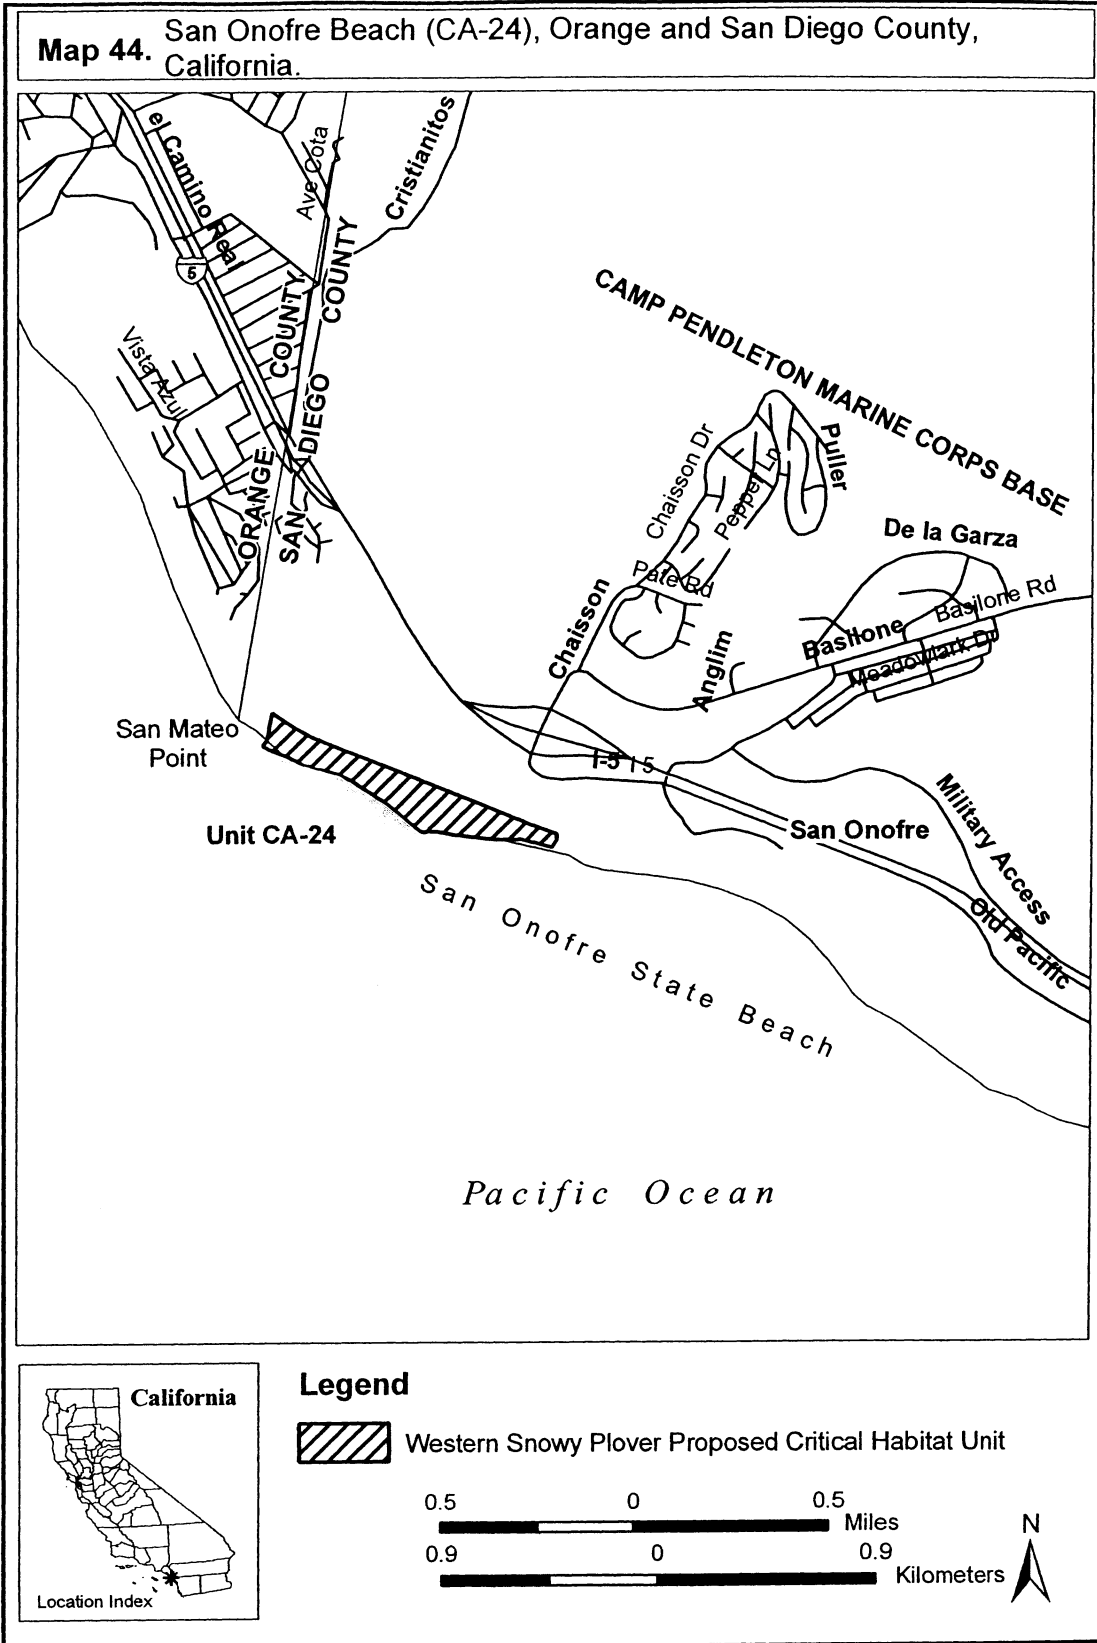 Map 44. San Onofre Beach (CA-24), Orange and San Diego County,
California.
el Camino Real
Ave Cota
Cristianitos
5
COUNTY
COUNTY
Vista Azul
ORANGE
SAN DIEGO
CAMP PENDLETON MARINE CORPS BASE
Chaisson Dr
Pepper Ln
Puller
De la Garza
Pate Rd
Basilone Rd
Chaisson
Basilone
Meadowlark Dr
Anglim
San Mateo
Point
I-5
I 5
Unit CA-24
San Onofre
Military Access
Old Pacific
San Onofre State Beach
Pacific Ocean
California
Location Index
Legend
Western Snowy Plover Proposed Critical Habitat Unit
0.5 0 0.5
Miles
0.9 0 0.9
Kilometers
N